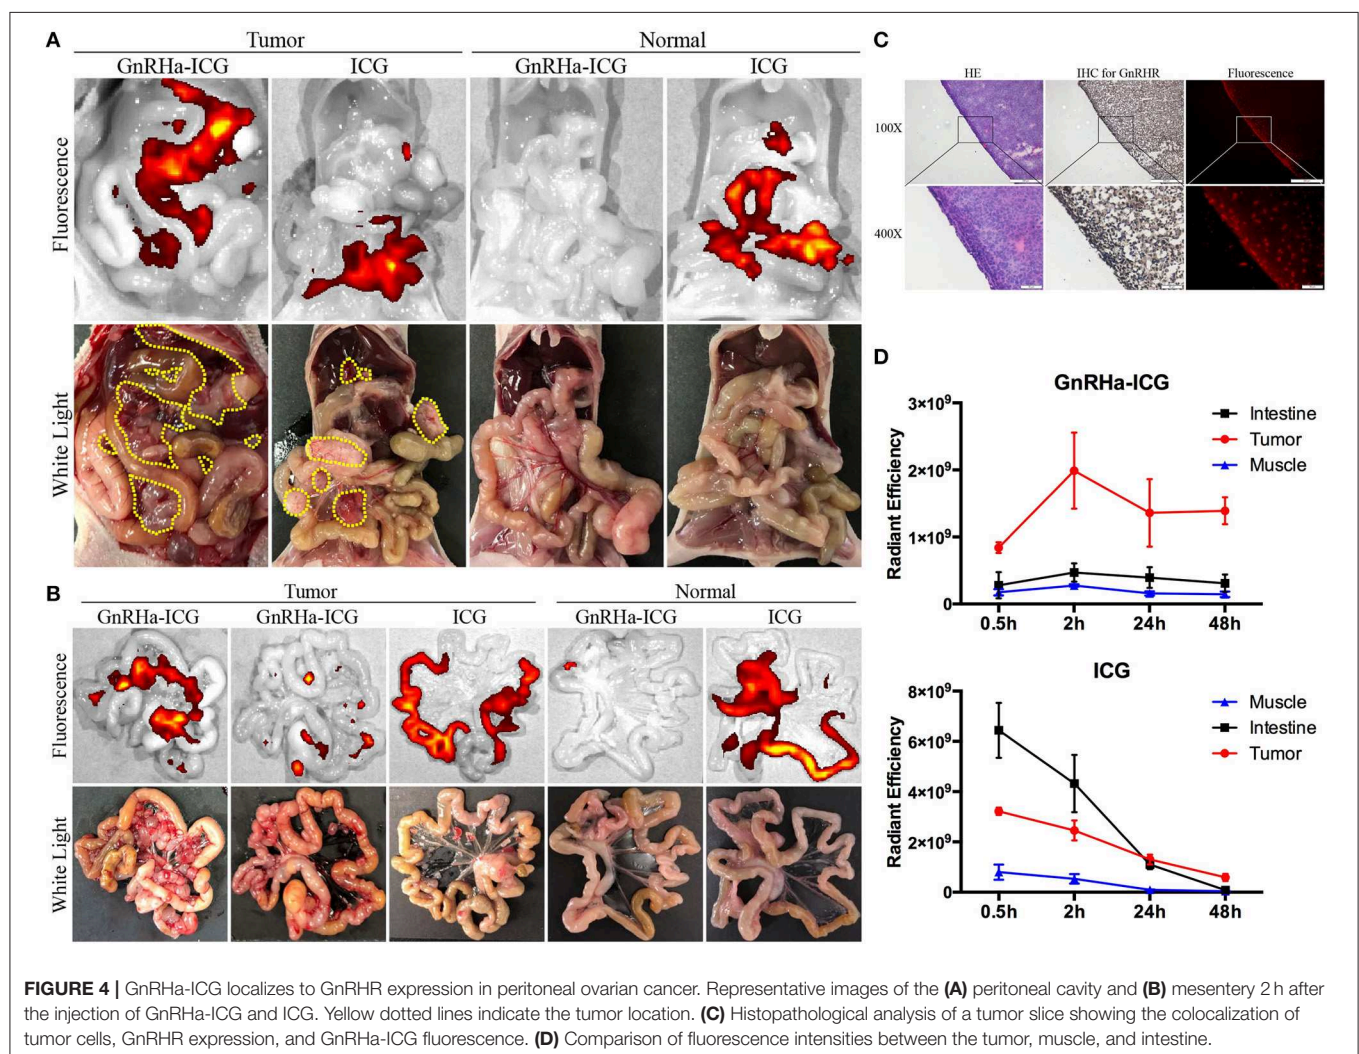 A
Tumor
Normal
GnRHa-ICG
ICG
GnRHa-ICG
ICG
Fluorescence
White Light
B
Tumor
Normal
GnRHa-ICG
GnRHa-ICG
ICG
GnRHa-ICG
ICG
Fluorescence
White Light
C
HE
IHC for GnRHR
Fluorescence
100X
400X
D
GnRHa-ICG
3×10⁹
2×10⁹
1×10⁹
0
Radiant Efficiency
0.5h
2h
24h
48h
Intestine
Tumor
Muscle
ICG
8×10⁹
6×10⁹
4×10⁹
2×10⁹
0
Radiant Efficiency
0.5h
2h
24h
48h
Muscle
Intestine
Tumor
FIGURE 4 | GnRHa-ICG localizes to GnRHR expression in peritoneal ovarian cancer. Representative images of the (A) peritoneal cavity and (B) mesentery 2 h after
the injection of GnRHa-ICG and ICG. Yellow dotted lines indicate the tumor location. (C) Histopathological analysis of a tumor slice showing the colocalization of
tumor cells, GnRHR expression, and GnRHa-ICG fluorescence. (D) Comparison of fluorescence intensities between the tumor, muscle, and intestine.